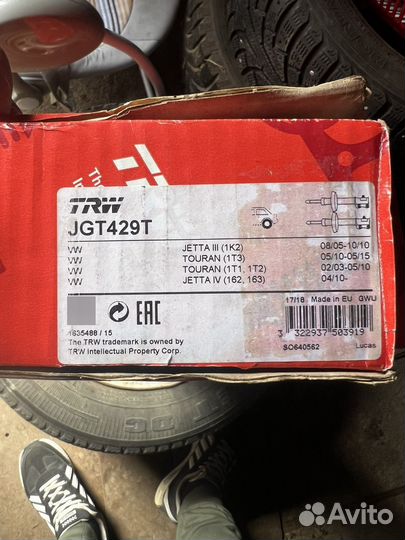 TRW
JGT429T
VW JETTA III (1K2) 08/05-10/10
VW TOURAN (1T3) 05/10-05/15
VW TOURAN (1T1, 1T2) 02/03-05/10
VW JETTA IV (162, 163) 04/10-
EAC
17/18 Made in EU GWU
1635488 / 15
3 322937 503919
The TRW trademark is owned by
TRW Intellectual Property Corp.
SO640562 Lucas
Avito